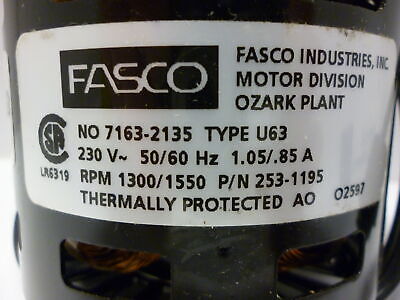 FASCO
FASCO INDUSTRIES, INC.
MOTOR DIVISION
OZARK PLANT
SA
LR6319
NO 7163-2135 TYPE U63
230 V~ 50/60 Hz 1.05/.85 A
RPM 1300/1550 P/N 253-1195
THERMALLY PROTECTED AO O2597